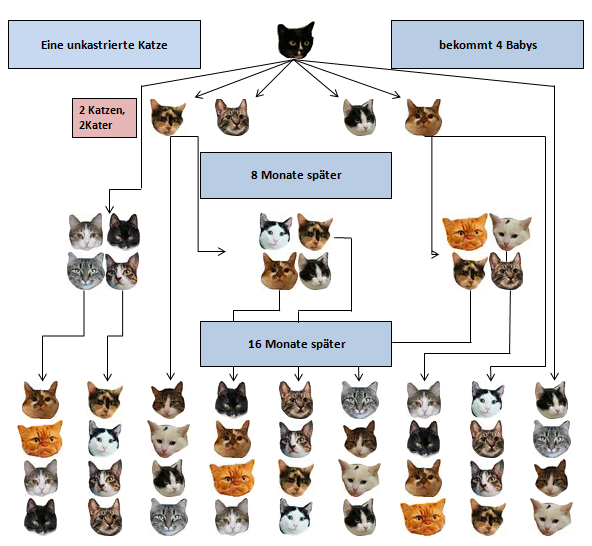 Eine unkastrierte Katze
bekommt 4 Babys
2 Katzen,
2Kater
8 Monate später
16 Monate später